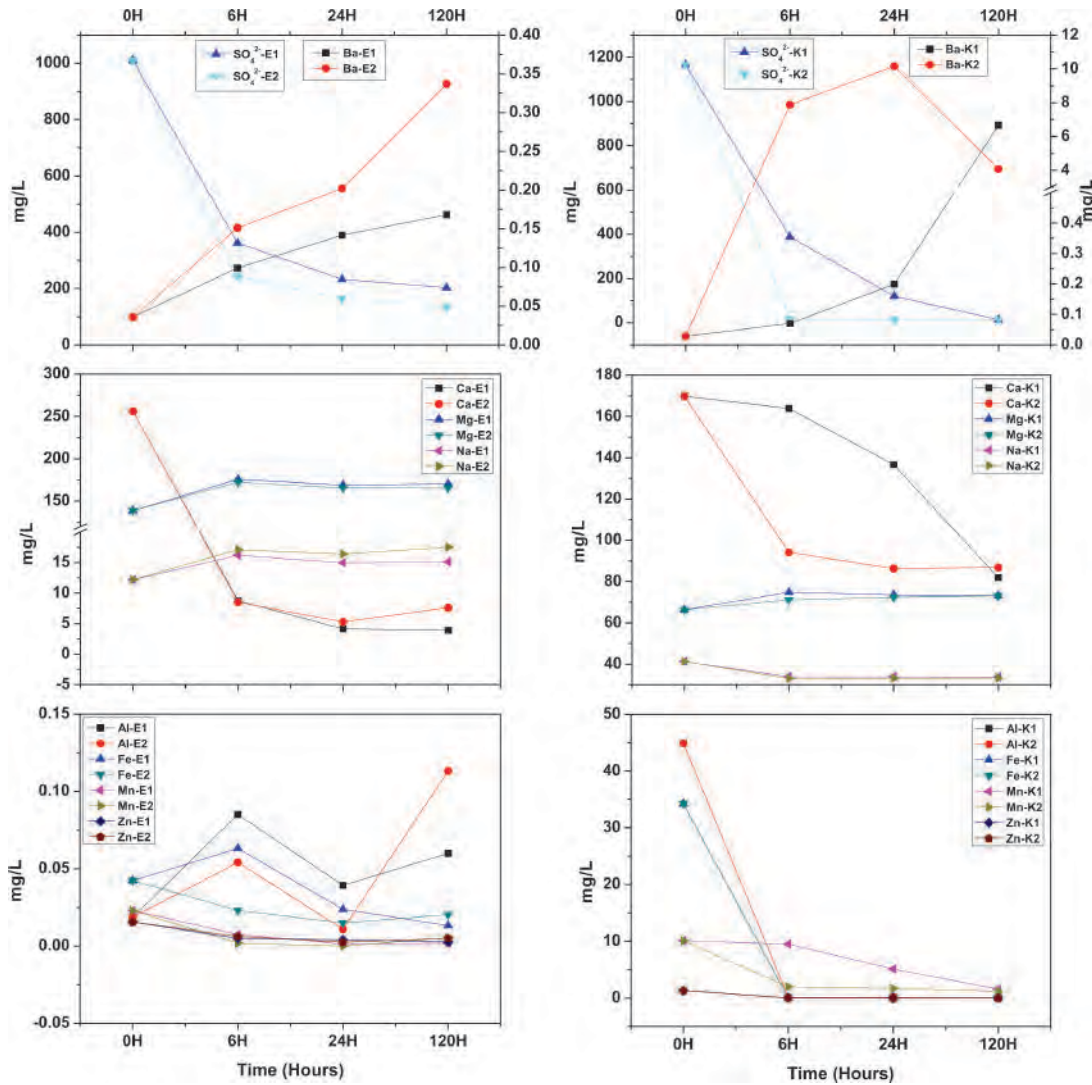 0H 6H 24H 120H
0H 6H 24H 120H
SO₄²⁻-E1
SO₄²⁻-E2
Ba-E1
Ba-E2
1000
800
600
400
200
0
mg/L
0.40
0.35
0.30
0.25
0.20
0.15
0.10
0.05
0.00
SO₄²⁻-K1
SO₄²⁻-K2
Ba-K1
Ba-K2
1200
1000
800
600
400
200
0
mg/L
12
10
8
6
4
0.4
0.3
0.2
0.1
0.0
mg/L
Ca-E1
Ca-E2
Mg-E1
Mg-E2
Na-E1
Na-E2
300
250
200
150
15
10
5
0
-5
mg/L
Ca-K1
Ca-K2
Mg-K1
Mg-K2
Na-K1
Na-K2
180
160
140
120
100
80
60
40
mg/L
Al-E1
Al-E2
Fe-E1
Fe-E2
Mn-E1
Mn-E2
Zn-E1
Zn-E2
0.15
0.10
0.05
0.00
-0.05
mg/L
0H 6H 24H 120H
Time (Hours)
Al-K1
Al-K2
Fe-K1
Fe-K2
Mn-K1
Mn-K2
Zn-K1
Zn-K2
50
40
30
20
10
0
mg/L
0H 6H 24H 120H
Time (Hours)